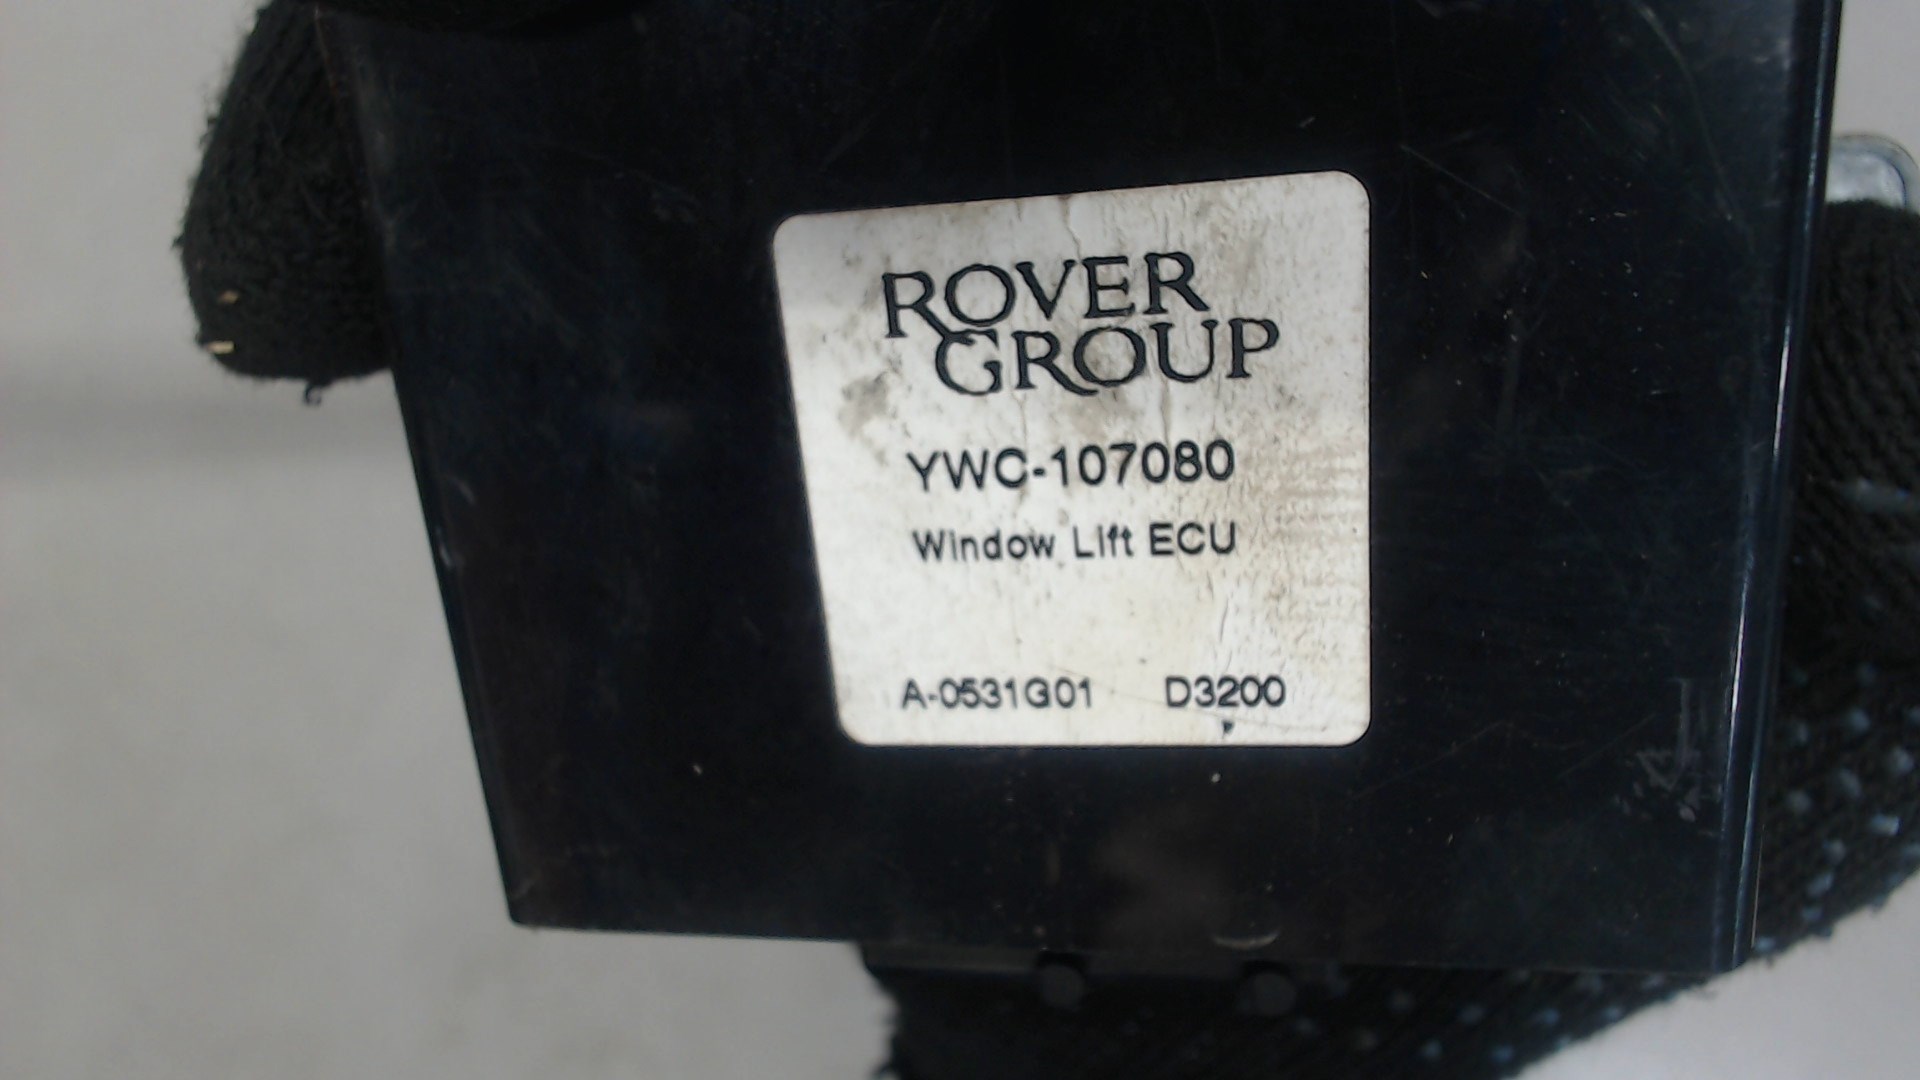 ROVER
GROUP
YWC-107080
Window Lift ECU
A-0531G01 D3200